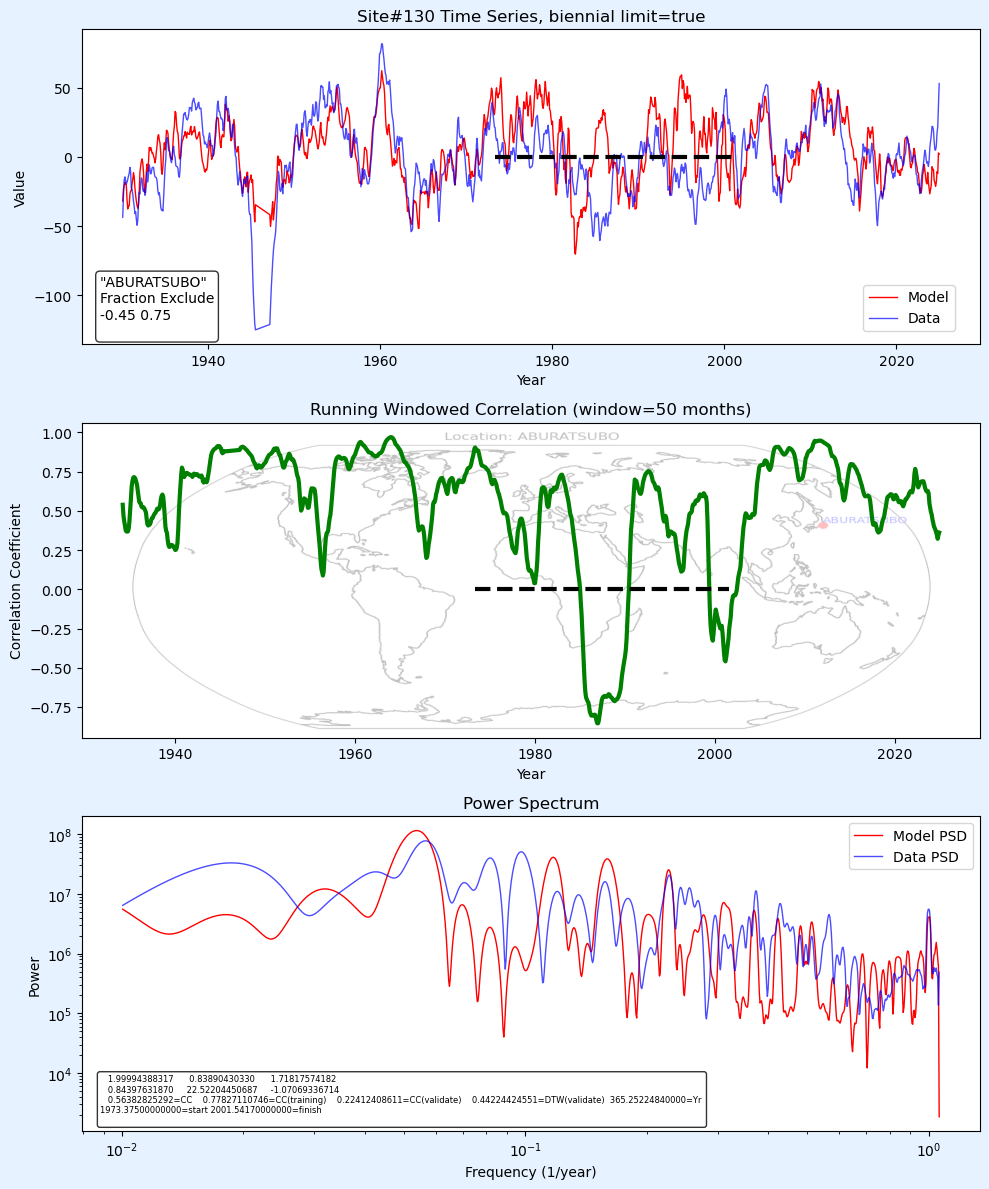 Site#130 Time Series, biennial limit=true
50
0
−50
−100
Value
"ABURATSUBO"
Fraction Exclude
-0.45 0.75
Model
Data
1940 1960 1980 2000 2020
Year
Running Windowed Correlation (window=50 months)
Location: ABURATSUBO
1.00
0.75
0.50
0.25
0.00
−0.25
−0.50
−0.75
Correlation Coefficient
ABURATSUBO
1940 1960 1980 2000 2020
Year
Power Spectrum
Model PSD
Data PSD
10⁸
10⁷
10⁶
10⁵
10⁴
Power
1.99994388317 0.83890430330 1.71817574182
0.84397631870 22.52204450687 -1.07069336714
0.56382825292=CC 0.77827110746=CC(training) 0.22412408611=CC(validate) 0.44224424551=DTW(validate) 365.25224840000=Yr
1973.37500000000=start 2001.54170000000=finish
10⁻² 10⁻¹ 10⁰
Frequency (1/year)